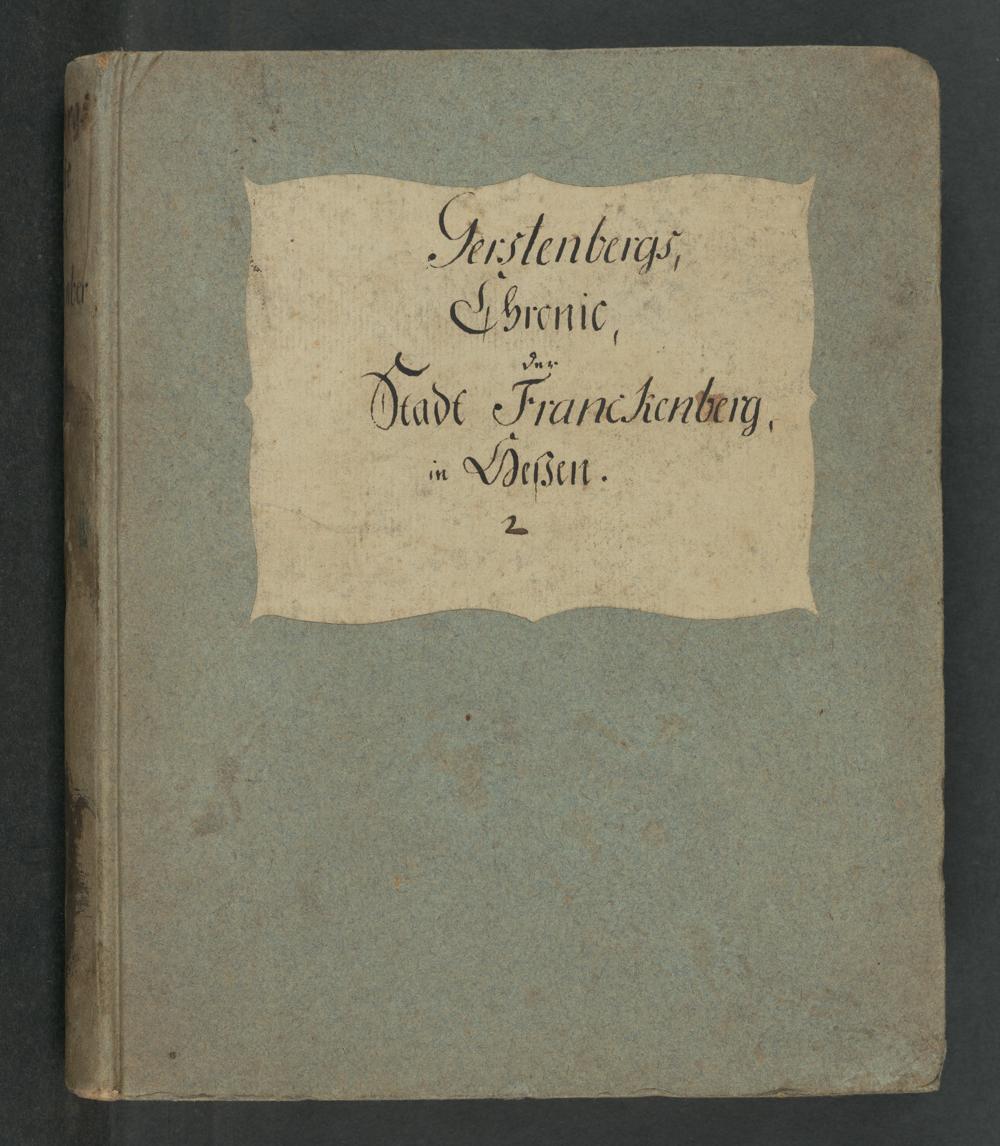 Gerstenbergs,
Chronic,
der
Stadt Franckenberg,
in Heßen.
2